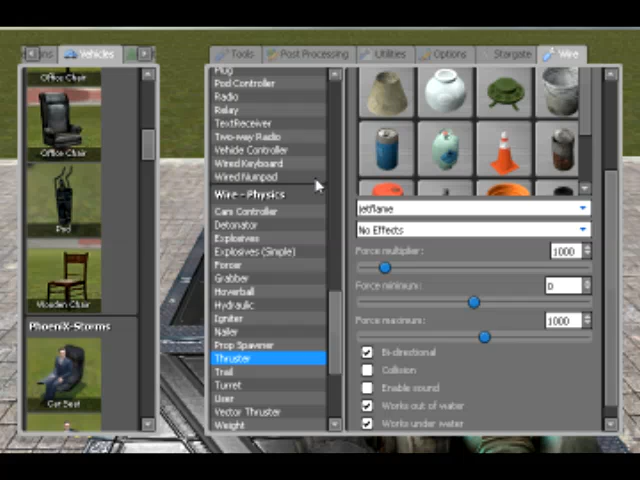 Vehicles
Tools
Post Processing
Utilities
Options
Stargate
Wire
Office Chair
Office Chair
Pod
Wooden Chair
PhoeniX-Storms
Car Seat
Plug
Pod Controller
Radio
Relay
TextReceiver
Two-way Radio
Vehicle Controller
Wired Keyboard
Wired Numpad
Wire - Physics
Cam Controller
Detonator
Explosives
Explosives (Simple)
Forcer
Grabber
Hoverball
Hydraulic
Igniter
Nailer
Prop Spawner
Thruster
Trail
Turret
User
Vector Thruster
Weight
jetflame
No Effects
Force multiplier: 1000
Force minimum: 0
Force maximum: 1000
Bi-directional
Collision
Enable sound
Works out of water
Works under water